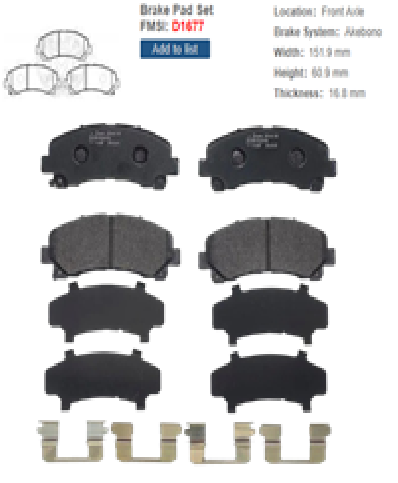 Brake Pad Set
FMSI: D1677
Add to list
Location: Front Axle
Brake System: Akebono
Width: 151.9 mm
Height: 60.9 mm
Thickness: 16.8 mm